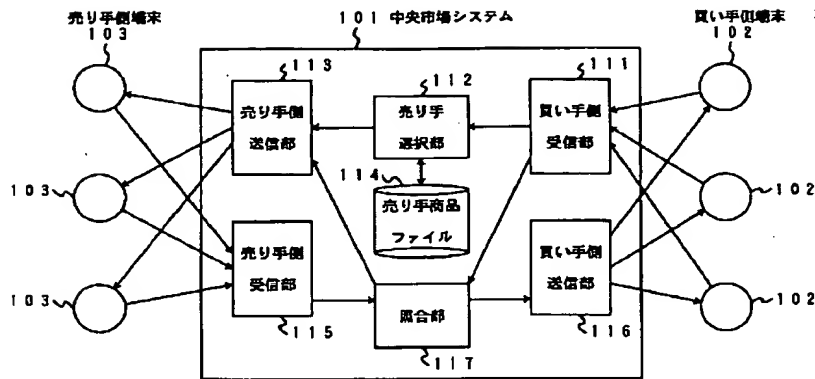 売り手側端末
103
101 中央市場システム
買い手側端末
102
113
112
111
売り手側
送信部
売り手
選択部
買い手側
受信部
114
売り手商品
ファイル
103
102
売り手側
受信部
買い手側
送信部
103
102
照合部
115
116
117